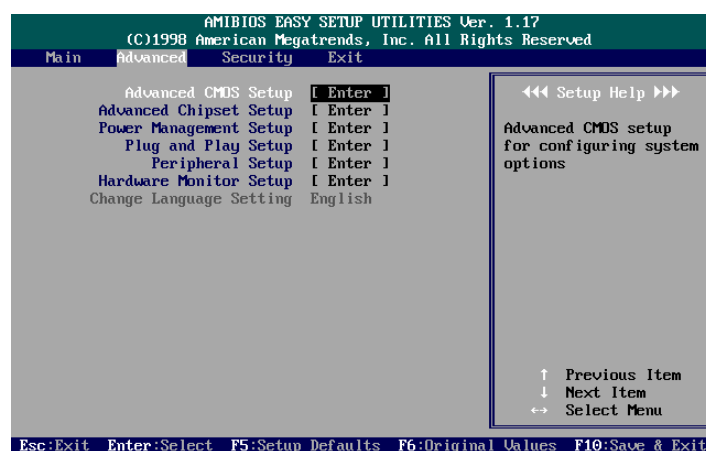 AMIBIOS EASY SETUP UTILITIES Ver. 1.17
(C)1998 American Megatrends, Inc. All Rights Reserved
Main Advanced Security Exit
Advanced CMOS Setup [ Enter ]
Advanced Chipset Setup [ Enter ]
Power Management Setup [ Enter ]
Plug and Play Setup [ Enter ]
Peripheral Setup [ Enter ]
Hardware Monitor Setup [ Enter ]
Change Language Setting English
◄◄◄ Setup Help ►►►
Advanced CMOS setup
for configuring system
options
↑ Previous Item
↓ Next Item
↔ Select Menu
Esc:Exit Enter:Select F5:Setup Defaults F6:Original Values F10:Save & Exit